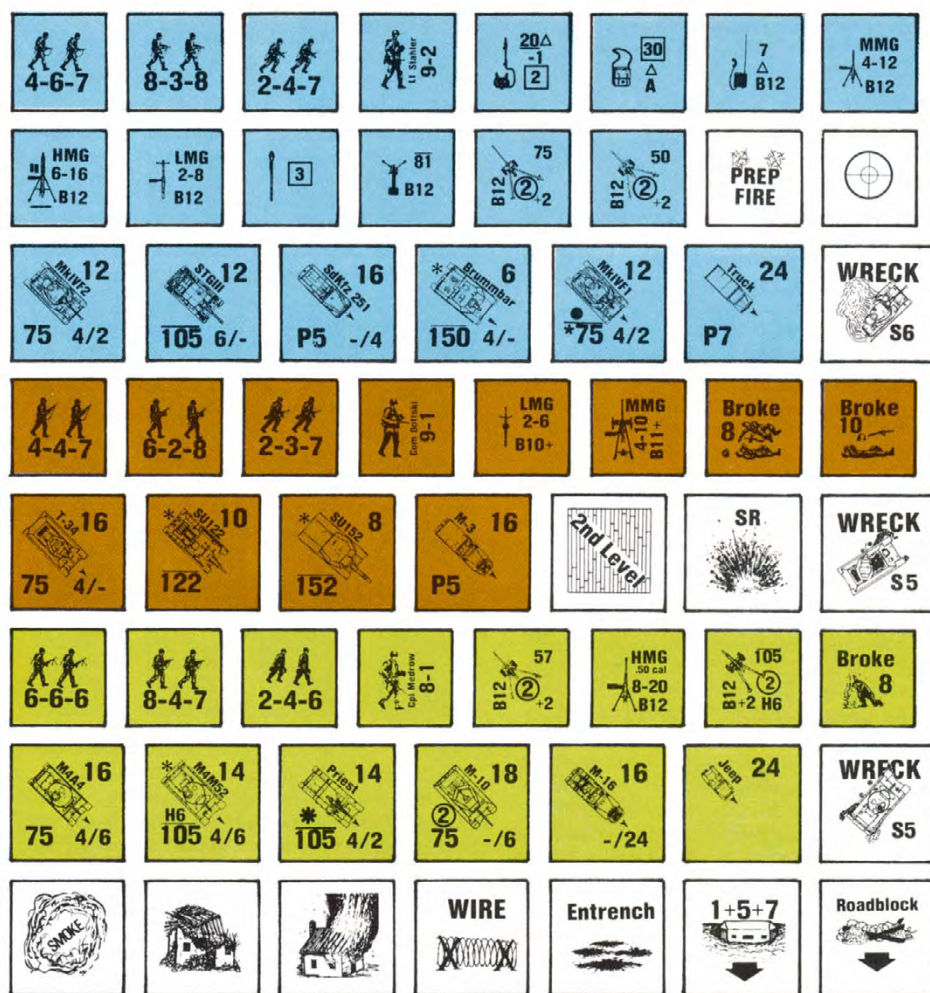 4-6-7
8-3-8
2-4-7
Lt Stahler
9-2
20△
-1
2
30
△
A
7
△
B12
MMG
4-12
B12
HMG
6-16
B12
LMG
2-8
B12
3
81
B12
75
B12
2
+2
50
B12
2
+2
PREP
FIRE
MkIVF2 12
75 4/2
STGIII 12
105 6/-
SdKfz 251 16
P5 -/4
* Brummbar 6
150 4/-
MkIVF1 12
*75 4/2
Truck 24
P7
WRECK
S6
4-4-7
6-2-8
2-3-7
9-1
LMG
2-6
B10+
MMG
4-10
B11+
Broke
8
Broke
10
T-34 16
75 4/-
* SU122 10
122
* SU152 8
152
M-3 16
P5
2nd Level
SR
WRECK
S5
6-6-6
8-4-7
2-4-6
Cpl Medrow
8-1
57
B12
2
+2
HMG
.50 cal
8-20
B12
105
B12
2
+2 H6
Broke
8
M4A4 16
75 4/6
* M4M52 14
H6
105 4/6
Priest 14
*
105 4/2
M-10 18
2
75 -/6
M-16 16
-/24
Jeep 24
WRECK
S5
SMOKE
WIRE
Entrench
1+5+7
Roadblock